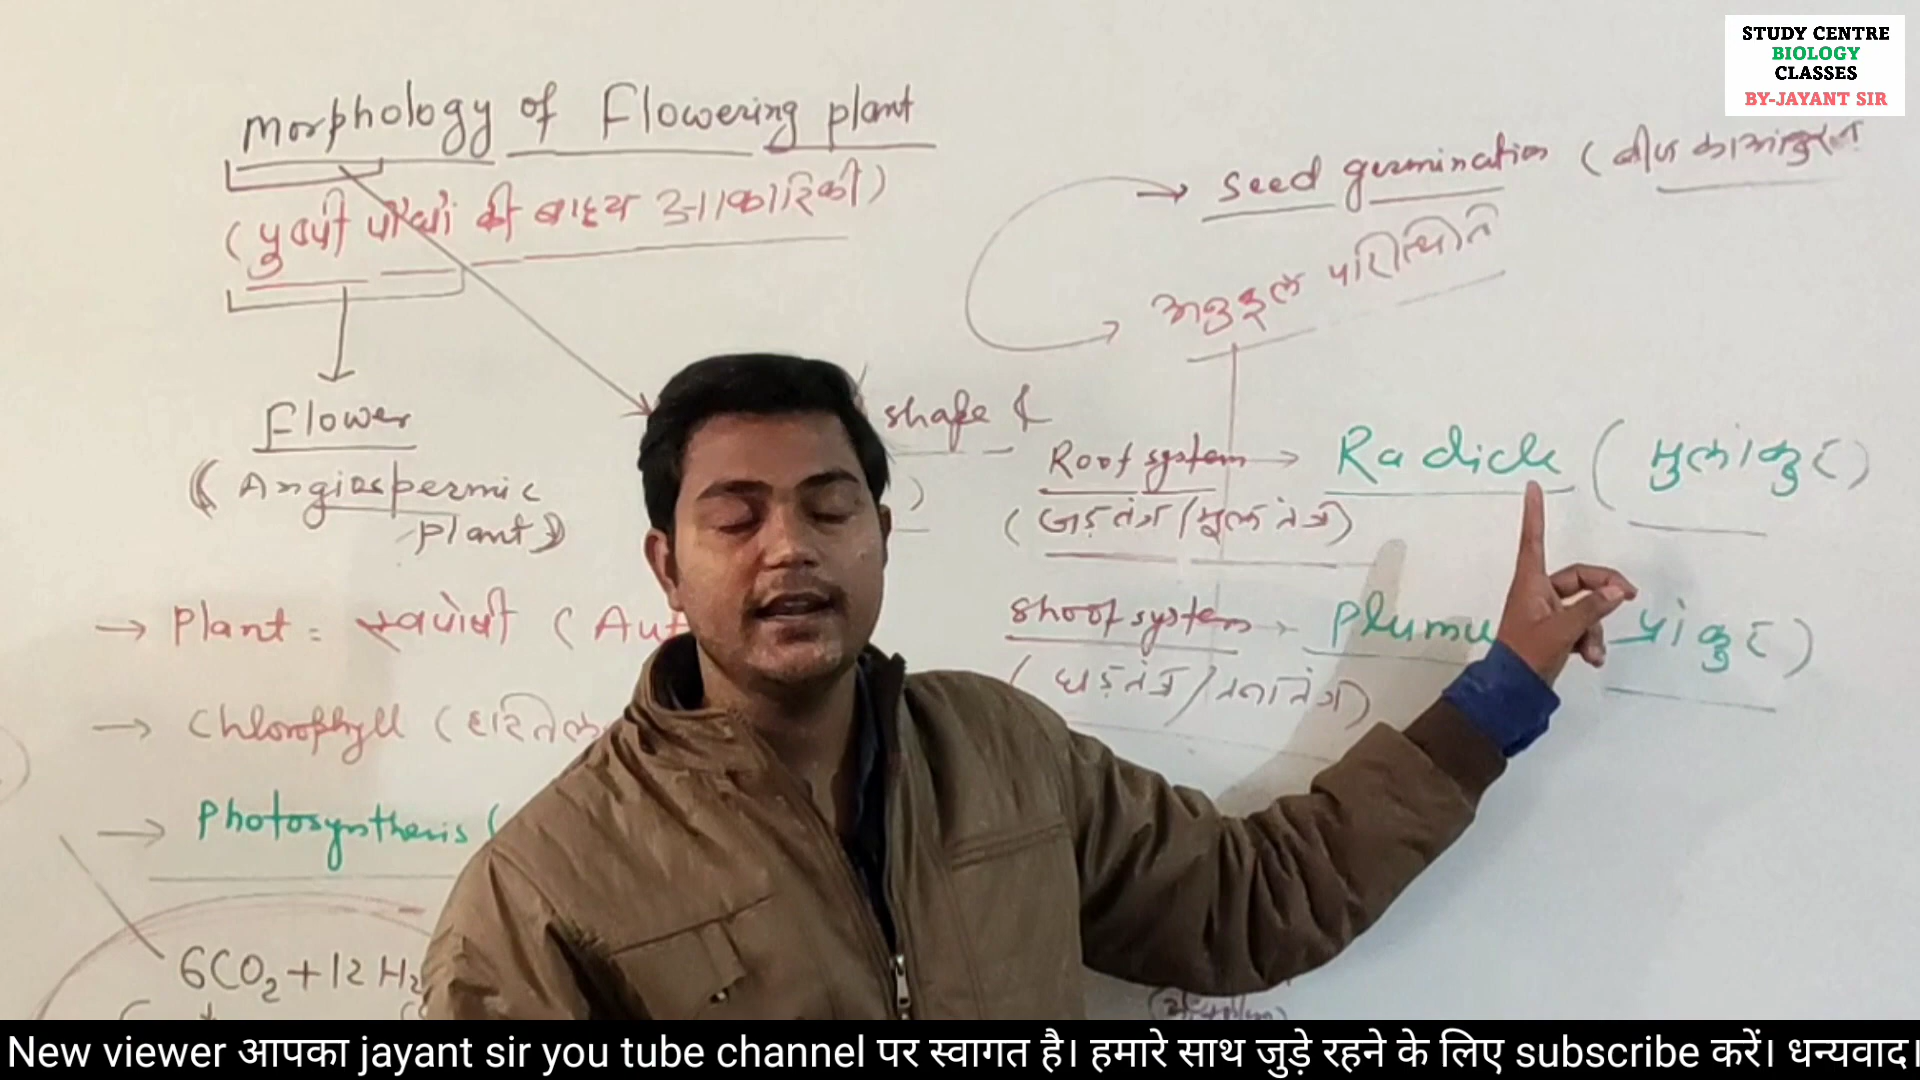 STUDY CENTRE
BIOLOGY
CLASSES
BY-JAYANT SIR
Morphology of Flowering plant
(पुष्पी पौधों की बाह्य आकारिकी)
Flower
(Angiospermic
plant)
→ Plant = स्वपोषी (Aut
→ Chlorophyll (हरितल
→ Photosynthesis (
6CO2 + 12 H2
shape &
→ Seed germination (बीज का अंकुरण
अनुकूल परिस्थिति
Root system → Radicle (मुलांकुर)
(जड़ तंत्र / मूल तंत्र)
Shoot system → Plumu प्रांकुर)
(धड़ तंत्र / तना तंत्र)
New viewer आपका jayant sir you tube channel पर स्वागत है। हमारे साथ जुड़े रहने के लिए subscribe करें। धन्यवाद।